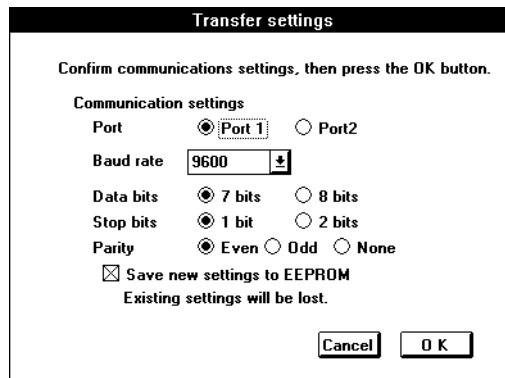 Transfer settings
Confirm communications settings, then press the OK button.
Communication settings
Port Port 1 Port2
Baud rate 9600
Data bits 7 bits 8 bits
Stop bits 1 bit 2 bits
Parity Even Odd None
Save new settings to EEPROM
Existing settings will be lost.
Cancel O K